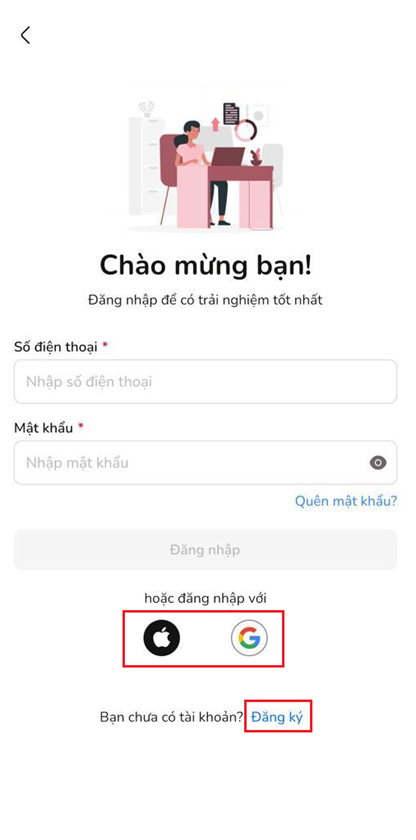 Chào mừng bạn!
Đăng nhập để có trải nghiệm tốt nhất
Số điện thoại *
Nhập số điện thoại
Mật khẩu *
Nhập mật khẩu
Quên mật khẩu?
Đăng nhập
hoặc đăng nhập với
Bạn chưa có tài khoản? Đăng ký